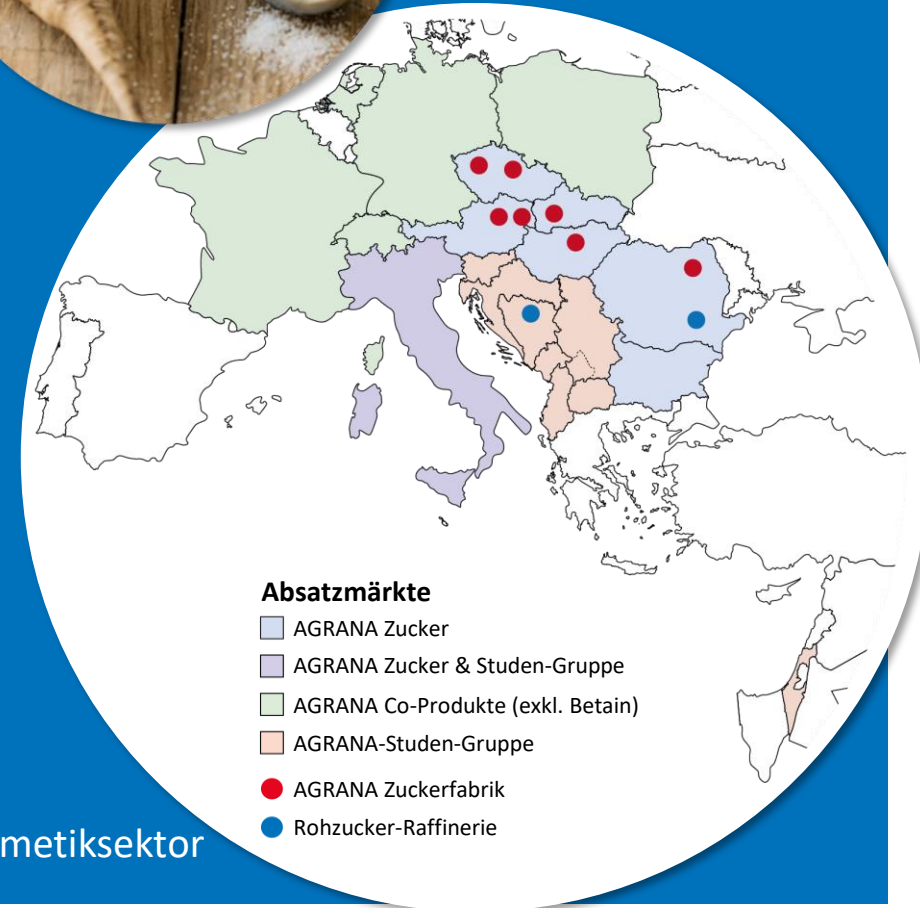 Absatzmärkte
AGRANA Zucker
AGRANA Zucker & Studen-Gruppe
AGRANA Co-Produkte (exkl. Betain)
AGRANA-Studen-Gruppe
AGRANA Zuckerfabrik
Rohzucker-Raffinerie
metiksektor